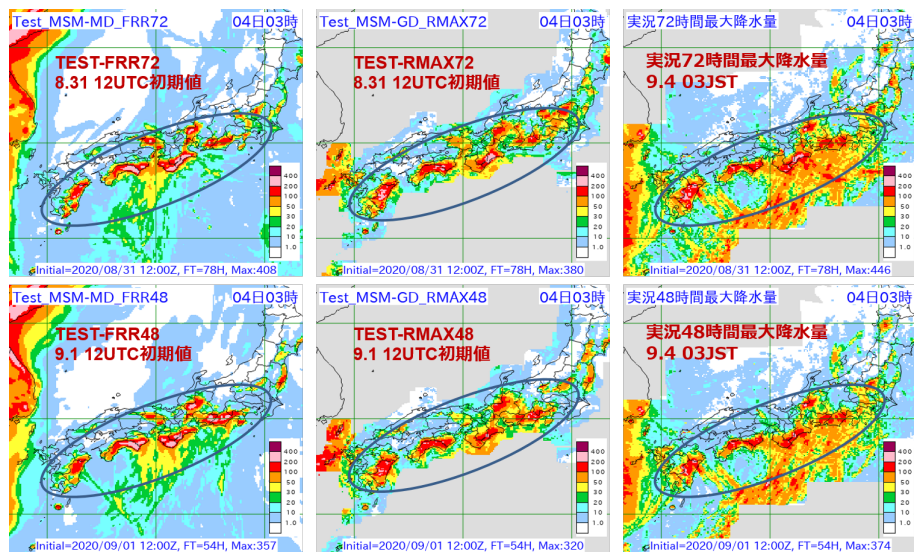 Test_MSM-MD_FRR72 04日03時
TEST-FRR72
8.31 12UTC初期値
400
200
100
50
30
20
10
1.0
Initial=2020/08/31 12:00Z, FT=78H, Max:408
Test_MSM-GD_RMAX72 04日03時
TEST-RMAX72
8.31 12UTC初期値
400
200
100
50
30
20
10
1.0
Initial=2020/08/31 12:00Z, FT=78H, Max:380
実況72時間最大降水量 04日03時
実況72時間最大降水量
9.4 03JST
400
200
100
50
30
20
10
1.0
Initial=2020/08/31 12:00Z, FT=78H, Max:446
Test_MSM-MD_FRR48 04日03時
TEST-FRR48
9.1 12UTC初期値
400
200
100
50
30
20
10
1.0
Initial=2020/09/01 12:00Z, FT=54H, Max:357
Test_MSM-GD_RMAX48 04日03時
TEST-RMAX48
9.1 12UTC初期値
400
200
100
50
30
20
10
1.0
Initial=2020/09/01 12:00Z, FT=54H, Max:320
実況48時間最大降水量 04日03時
実況48時間最大降水量
9.4 03JST
400
200
100
50
30
20
10
1.0
Initial=2020/09/01 12:00Z, FT=54H, Max:374